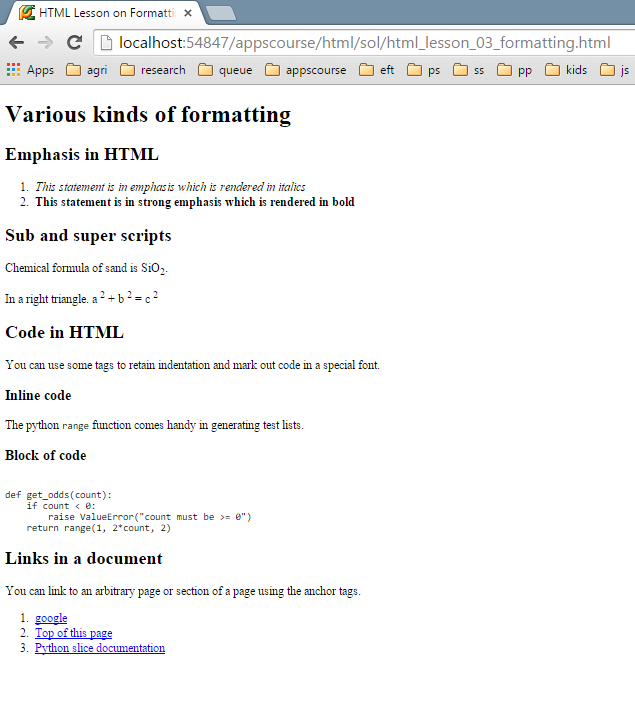 HTML Lesson on Formatti
localhost:54847/appscourse/html/sol/html_lesson_03_formatting.html
Apps agri research queue appscourse eft ps ss pp kids js
Various kinds of formatting
Emphasis in HTML
1. This statement is in emphasis which is rendered in italics
2. This statement is in strong emphasis which is rendered in bold
Sub and super scripts
Chemical formula of sand is SiO₂.
In a right triangle. a ² + b ² = c ²
Code in HTML
You can use some tags to retain indentation and mark out code in a special font.
Inline code
The python range function comes handy in generating test lists.
Block of code
def get_odds(count):
    if count < 0:
        raise ValueError("count must be >= 0")
    return range(1, 2*count, 2)
Links in a document
You can link to an arbitrary page or section of a page using the anchor tags.
1. google
2. Top of this page
3. Python slice documentation